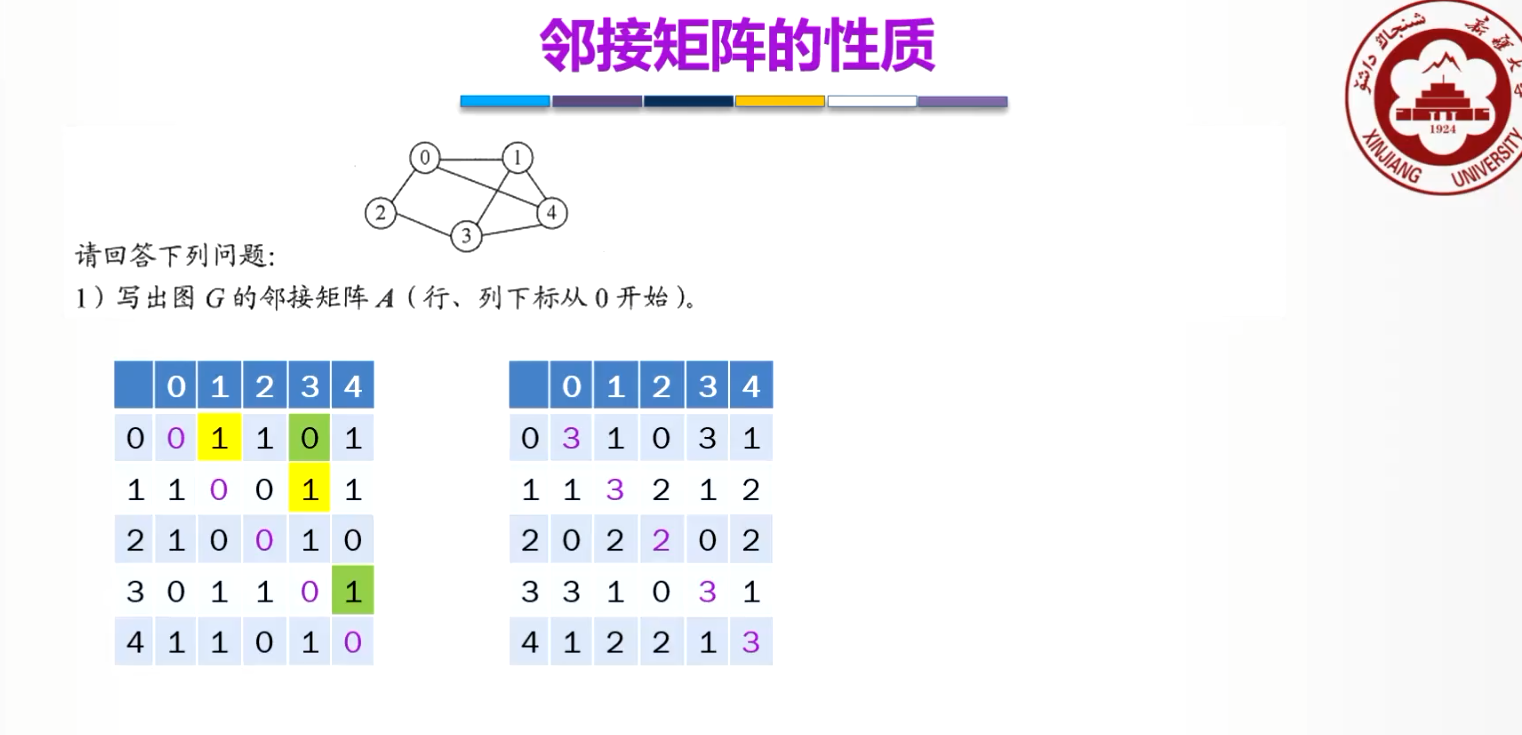 邻接矩阵的性质
新疆大学
1924
XINJIANG UNIVERSITY
0 1
2 4
3
请回答下列问题:
1）写出图 G 的邻接矩阵 A（行、列下标从 0 开始）。
0 1 2 3 4
0 0 1 1 0 1
1 1 0 0 1 1
2 1 0 0 1 0
3 0 1 1 0 1
4 1 1 0 1 0
0 1 2 3 4
0 3 1 0 3 1
1 1 3 2 1 2
2 0 2 2 0 2
3 3 1 0 3 1
4 1 2 2 1 3